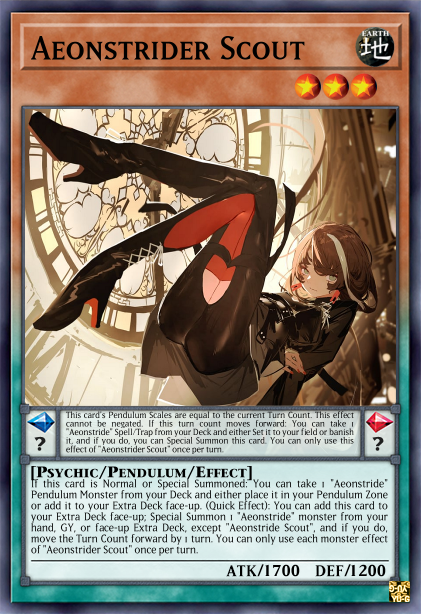 Aeonstrider Scout
EARTH
地
This card's Pendulum Scales are equal to the current Turn Count. This effect
cannot be negated. If this turn count moves forward: You can take 1
"Aeonstride" Spell/Trap from your Deck and either Set it to your field or banish
it, and if you do, you can Special Summon this card. You can only use this
effect of "Aeonstrider Scout" once per turn.
?
?
[Psychic/Pendulum/Effect]
If this card is Normal or Special Summoned: You can take 1 "Aeonstride"
Pendulum Monster from your Deck and either place it in your Pendulum Zone
or add it to your Extra Deck face-up. (Quick Effect): You can add this card to
your Extra Deck face-up; Special Summon 1 "Aeonstride" monster from your
hand, GY, or face-up Extra Deck, except "Aeonstride Scout", and if you do,
move the Turn Count forward by 1 turn. You can only use each monster effect
of "Aeonstrider Scout" once per turn.
ATK/1700 DEF/1200